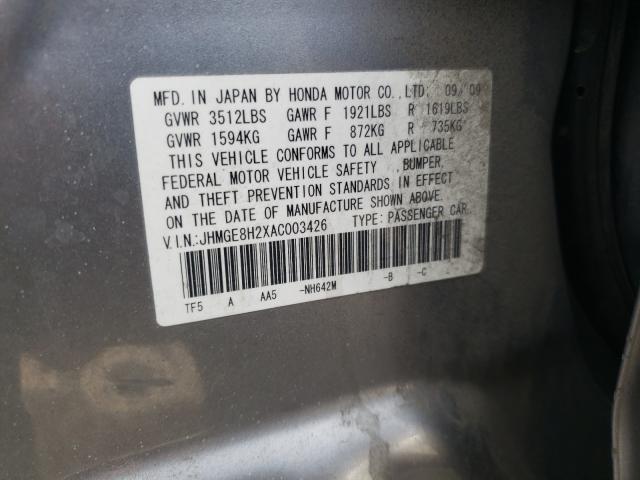 MFD. IN JAPAN BY HONDA MOTOR CO.,LTD. 09/09
GVWR 3512LBS GAWR F 1921LBS R 1619LBS
GVWR 1594KG GAWR F 872KG R 735KG
THIS VEHICLE CONFORMS TO ALL APPLICABLE
FEDERAL MOTOR VEHICLE SAFETY ,BUMPER,
AND THEFT PREVENTION STANDARDS IN EFFECT
ON THE DATE OF MANUFACTURE SHOWN ABOVE.
V.I.N.:JHMGE8H2XAC003426 TYPE: PASSENGER CAR
TF5 A AA5 -NH642M -B -C